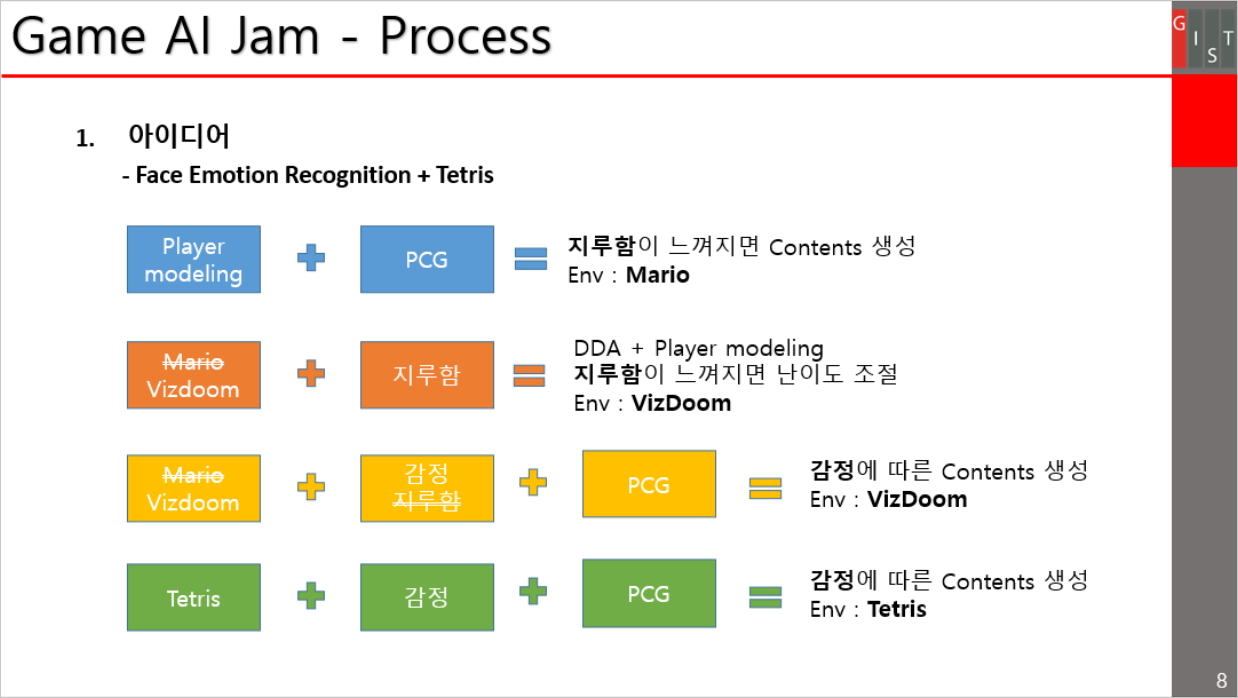 Game AI Jam - Process
G I S T
1. 아이디어
- Face Emotion Recognition + Tetris
Player
modeling
PCG
지루함이 느껴지면 Contents 생성
Env : Mario
Mario
Vizdoom
지루함
DDA + Player modeling
지루함이 느껴지면 난이도 조절
Env : VizDoom
Mario
Vizdoom
감정
지루함
PCG
감정에 따른 Contents 생성
Env : VizDoom
Tetris
감정
PCG
감정에 따른 Contents 생성
Env : Tetris
8